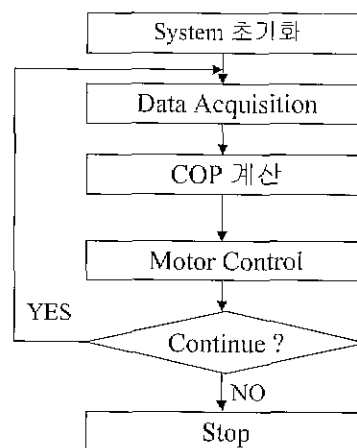 System 초기화
Data Acquisition
COP 계산
Motor Control
YES
Continue ?
NO
Stop